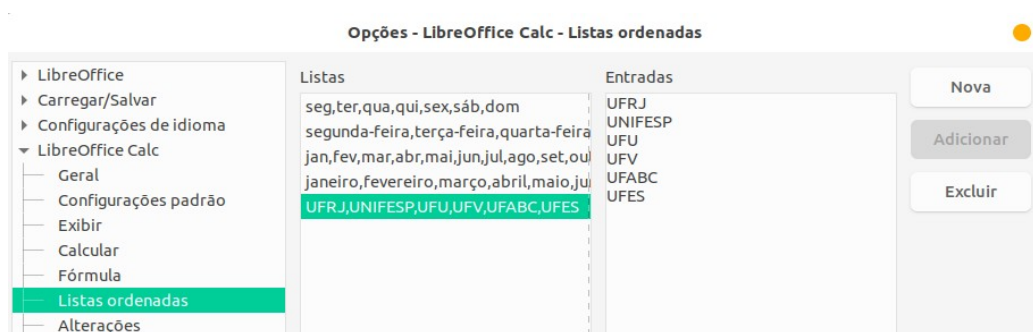 Opções - LibreOffice Calc - Listas ordenadas
LibreOffice
Carregar/Salvar
Configurações de idioma
LibreOffice Calc
Geral
Configurações padrão
Exibir
Calcular
Fórmula
Listas ordenadas
Alterações
Listas
seg,ter,qua,qui,sex,sáb,dom
segunda-feira,terça-feira,quarta-feira
jan,fev,mar,abr,mai,jun,jul,ago,set,ou
janeiro,fevereiro,março,abril,maio,ju
UFRJ,UNIFESP,UFU,UFV,UFABC,UFES
Entradas
UFRJ
UNIFESP
UFU
UFV
UFABC
UFES
Nova
Adicionar
Excluir